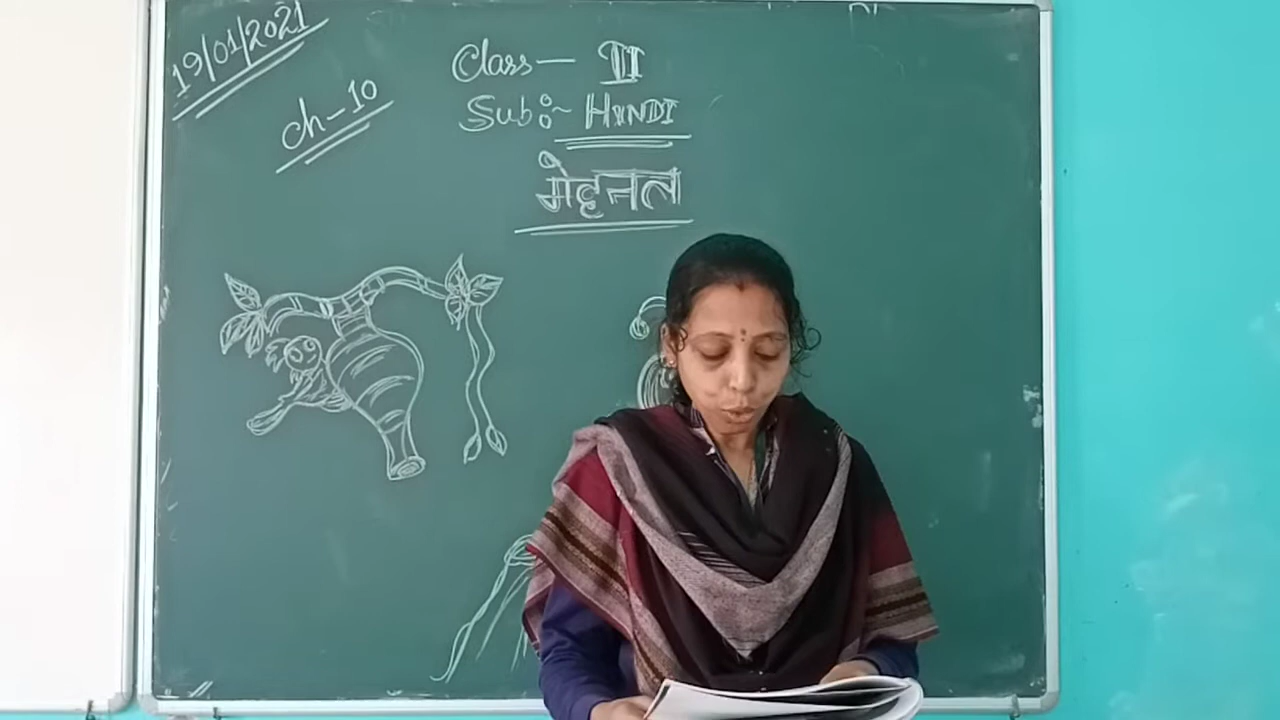 19/01/2021
Ch-10
Class — II
Sub:- HINDI
मेहनत